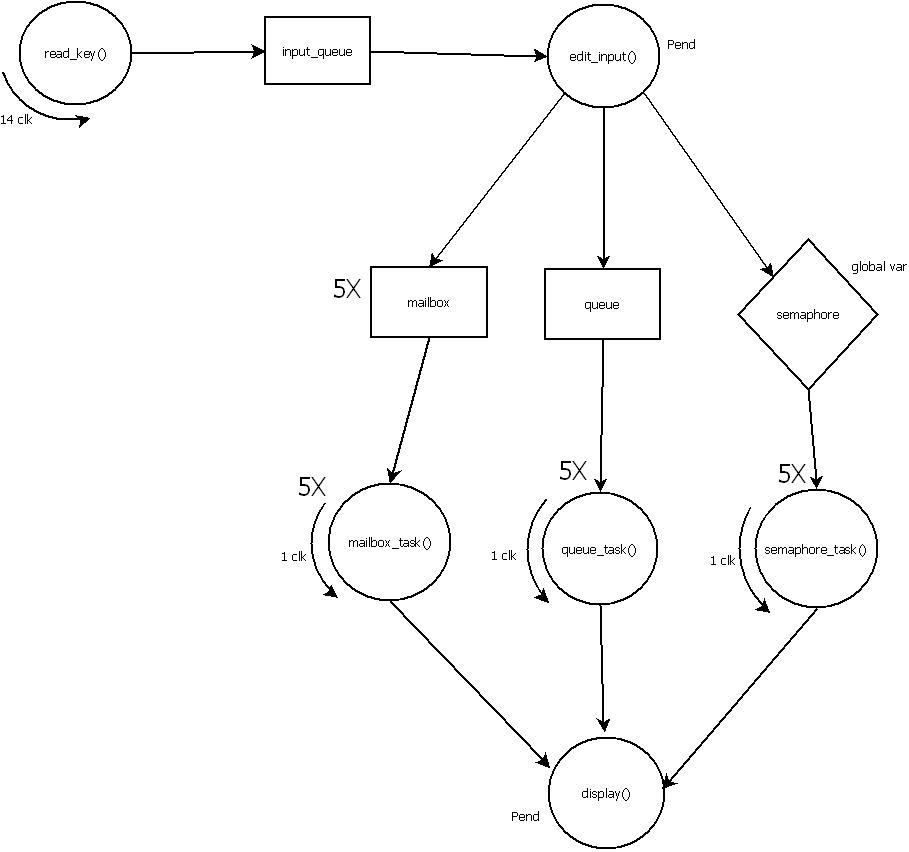 read_key()
input_queue
edit_input()
Pend
14 clk
5X
mailbox
queue
semaphore
global var
5X
mailbox_task()
1 clk
5X
queue_task()
1 clk
5X
semaphore_task()
1 clk
display()
Pend